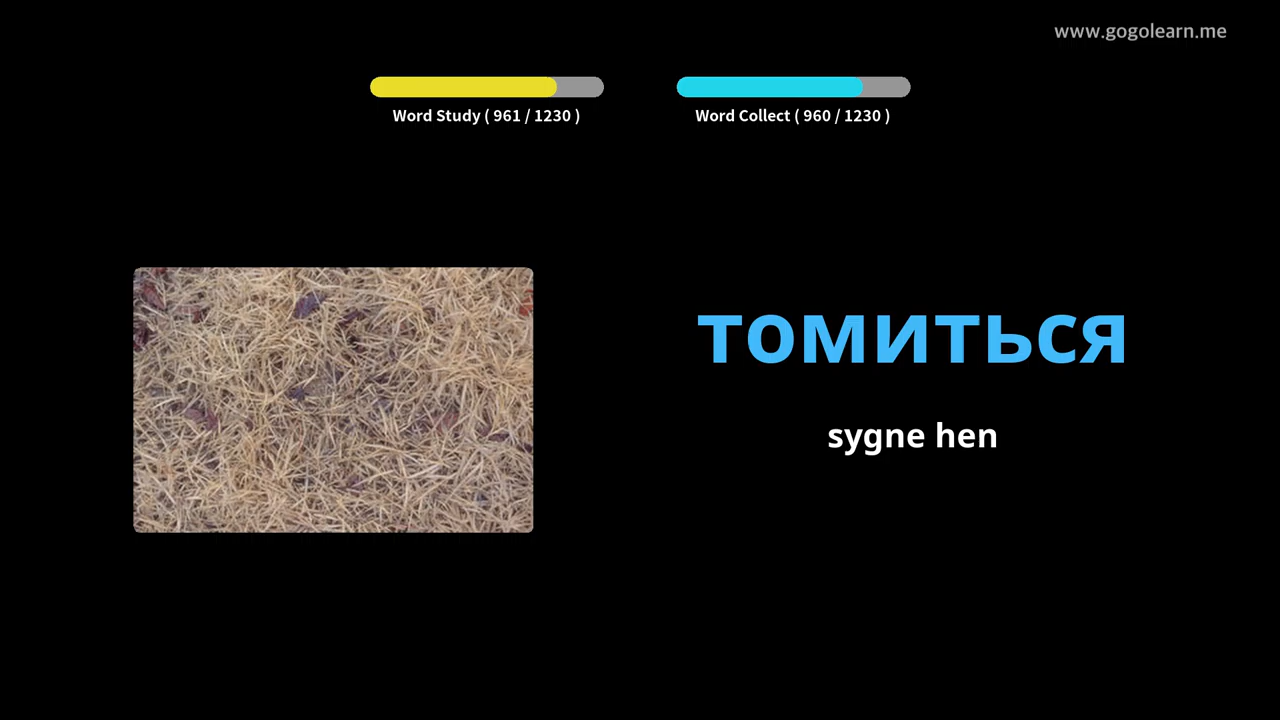 www.gogolearn.me
Word Study ( 961 / 1230 )
Word Collect ( 960 / 1230 )
томиться
sygne hen